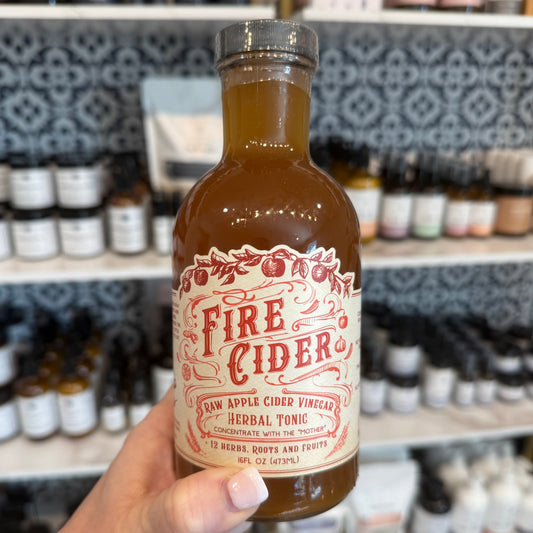 FIRE
CIDER
RAW APPLE CIDER VINEGAR
HERBAL TONIC
CONCENTRATE WITH THE "MOTHER"
12 HERBS, ROOTS AND FRUITS
16FL OZ (473ML)